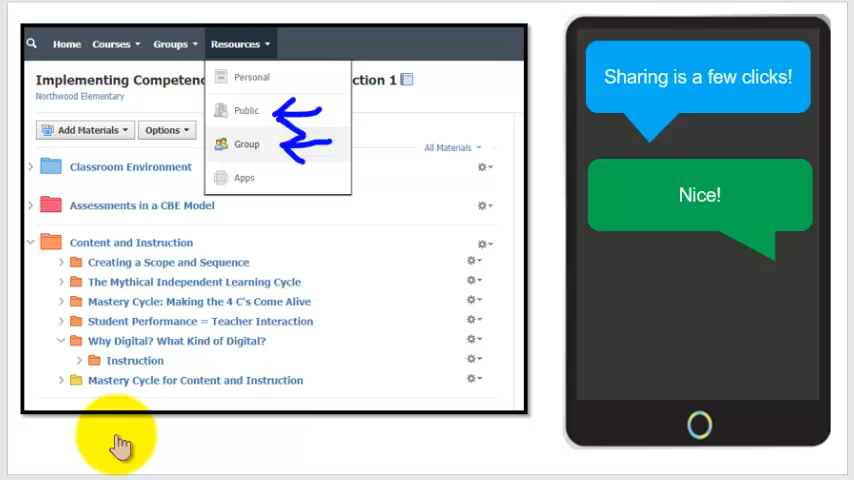 Home Courses Groups Resources
Implementing Competenc ction 1
Northwood Elementary
Personal
Public
Group
Apps
Add Materials Options
All Materials
Classroom Environment
Assessments in a CBE Model
Content and Instruction
Creating a Scope and Sequence
The Mythical Independent Learning Cycle
Mastery Cycle: Making the 4 C's Come Alive
Student Performance = Teacher Interaction
Why Digital? What Kind of Digital?
Instruction
Mastery Cycle for Content and Instruction
Sharing is a few clicks!
Nice!